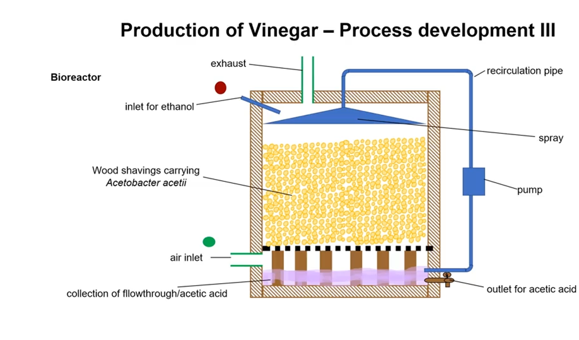 Production of Vinegar – Process development III
exhaust
recirculation pipe
Bioreactor
inlet for ethanol
spray
Wood shavings carrying
Acetobacter acetii
pump
air inlet
collection of fllowthrough/acetic acid
outlet for acetic acid